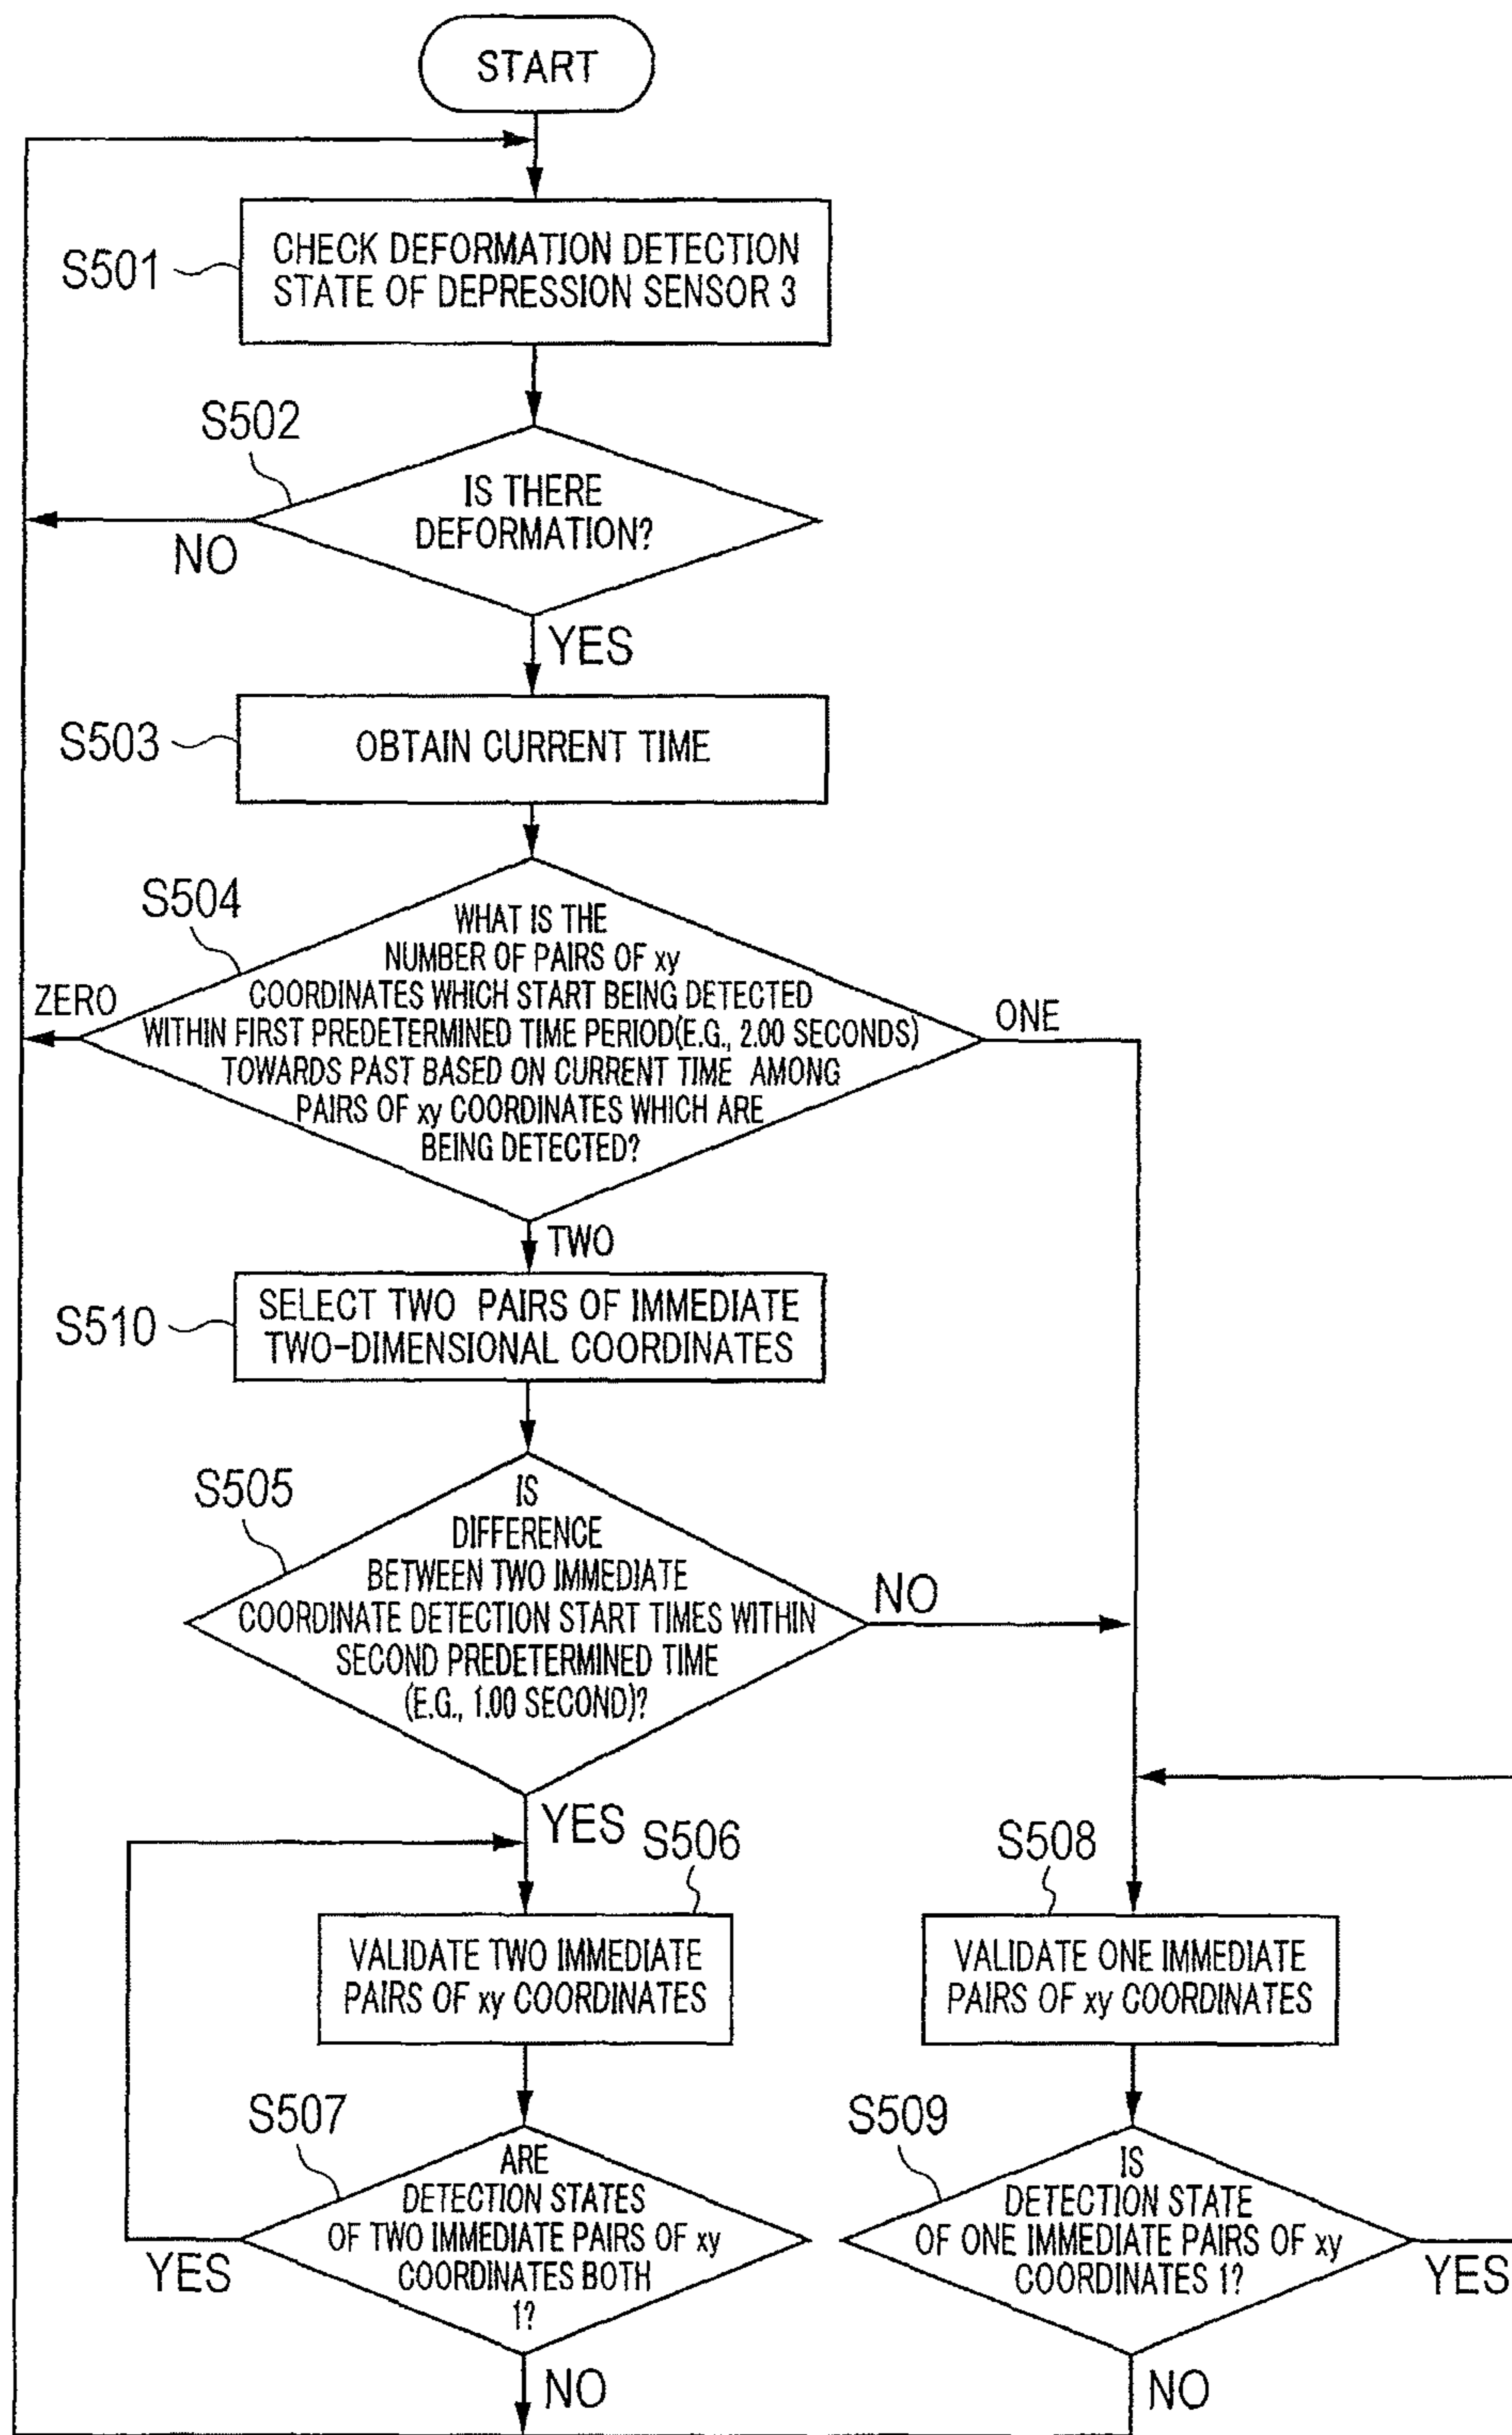 START
S501
CHECK DEFORMATION DETECTION
STATE OF DEPRESSION SENSOR 3
S502
IS THERE
DEFORMATION?
NO
YES
S503
OBTAIN CURRENT TIME
S504
WHAT IS THE
NUMBER OF PAIRS OF xy
COORDINATES WHICH START BEING DETECTED
WITHIN FIRST PREDETERMINED TIME PERIOD(E.G., 2.00 SECONDS)
TOWARDS PAST BASED ON CURRENT TIME AMONG
PAIRS OF xy COORDINATES WHICH ARE
BEING DETECTED?
ZERO
ONE
TWO
S510
SELECT TWO PAIRS OF IMMEDIATE
TWO-DIMENSIONAL COORDINATES
S505
IS
DIFFERENCE
BETWEEN TWO IMMEDIATE
COORDINATE DETECTION START TIMES WITHIN
SECOND PREDETERMINED TIME
(E.G., 1.00 SECOND)?
NO
YES
S506
VALIDATE TWO IMMEDIATE
PAIRS OF xy COORDINATES
S508
VALIDATE ONE IMMEDIATE
PAIRS OF xy COORDINATES
S507
ARE
DETECTION STATES
OF TWO IMMEDIATE PAIRS OF xy
COORDINATES BOTH
1?
YES
NO
S509
IS
DETECTION STATE
OF ONE IMMEDIATE PAIRS OF xy
COORDINATES 1?
YES
NO